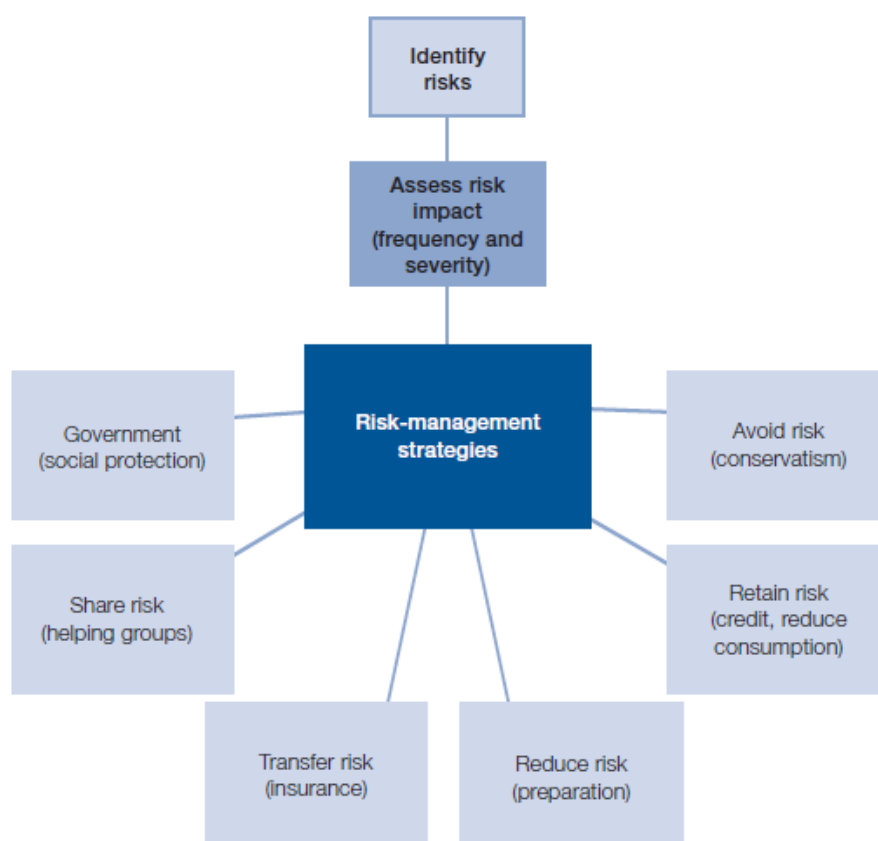 Identify
risks
Assess risk
impact
(frequency and
severity)
Risk-management
strategies
Government
(social protection)
Avoid risk
(conservatism)
Share risk
(helping groups)
Retain risk
(credit, reduce
consumption)
Transfer risk
(insurance)
Reduce risk
(preparation)